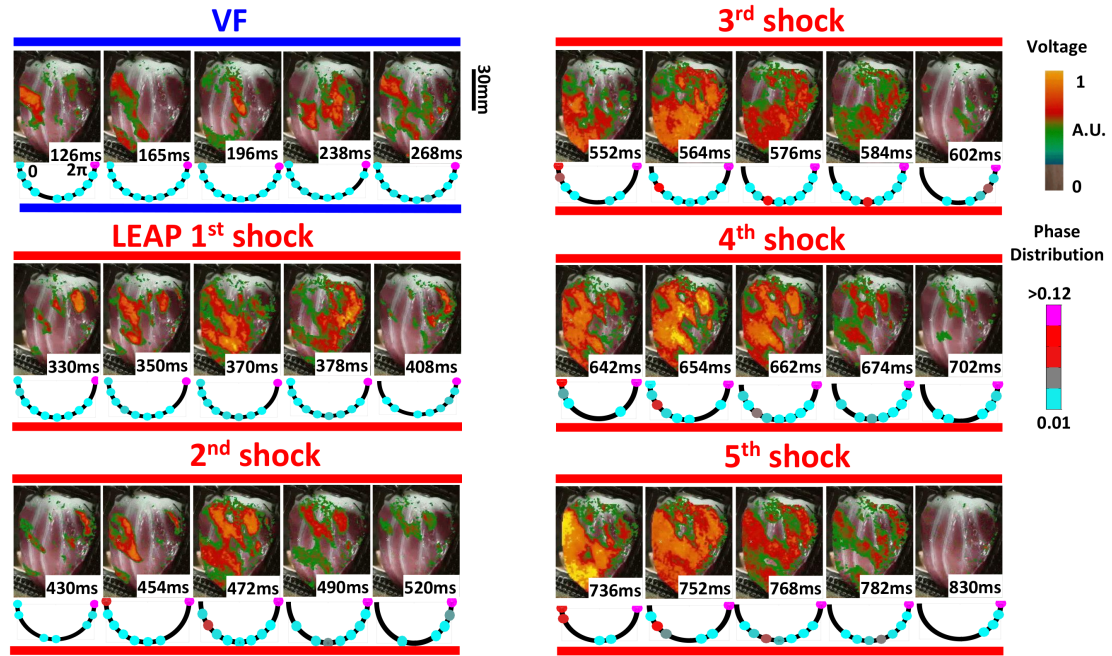 VF
126ms
165ms
196ms
238ms
268ms
0
2π
30mm
LEAP 1st shock
330ms
350ms
370ms
378ms
408ms
2nd shock
430ms
454ms
472ms
490ms
520ms
3rd shock
552ms
564ms
576ms
584ms
602ms
4th shock
642ms
654ms
662ms
674ms
702ms
5th shock
736ms
752ms
768ms
782ms
830ms
Voltage
1
A.U.
0
Phase
Distribution
>0.12
0.01